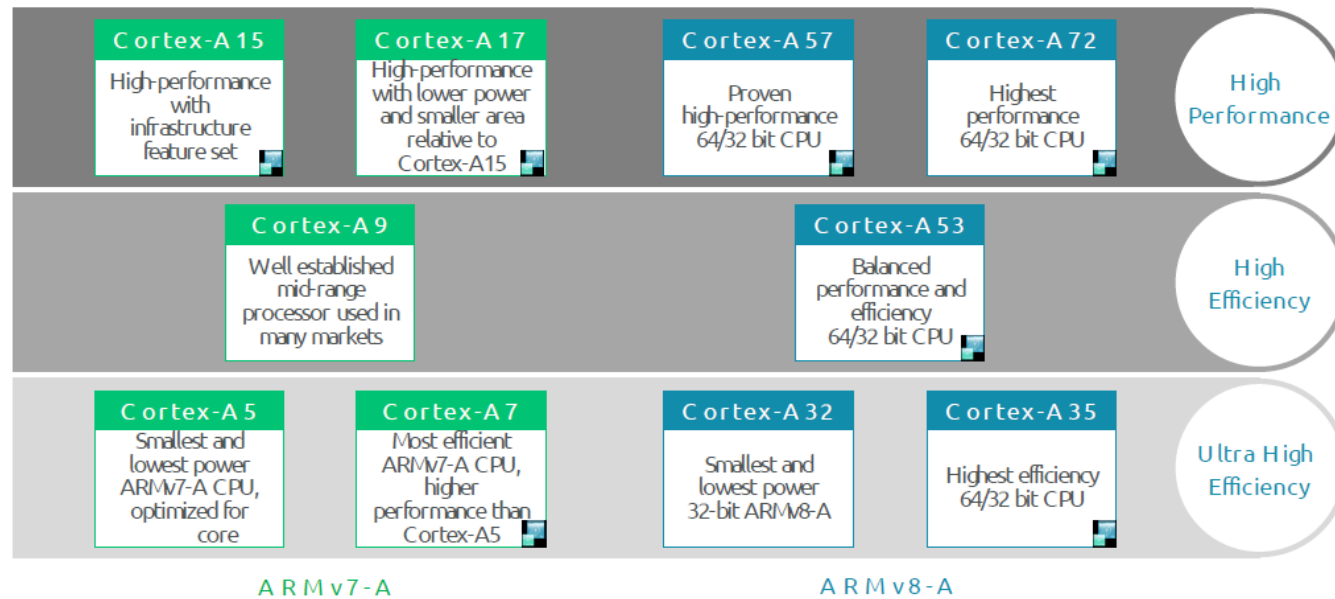 Cortex-A15
High-performance
with
infrastructure
feature set
Cortex-A17
High-performance
with lower power
and smaller area
relative to
Cortex-A15
Cortex-A57
Proven
high-performance
64/32 bit CPU
Cortex-A72
Highest
performance
64/32 bit CPU
High
Performance
Cortex-A9
Well established
mid-range
processor used in
many markets
Cortex-A53
Balanced
performance and
efficiency
64/32 bit CPU
High
Efficiency
Cortex-A5
Smallest and
lowest power
ARMv7-A CPU,
optimized for
core
Cortex-A7
Most efficient
ARMv7-A CPU,
higher
performance than
Cortex-A5
Cortex-A32
Smallest and
lowest power
32-bit ARMv8-A
Cortex-A35
Highest efficiency
64/32 bit CPU
Ultra High
Efficiency
ARMv7-A
ARMv8-A